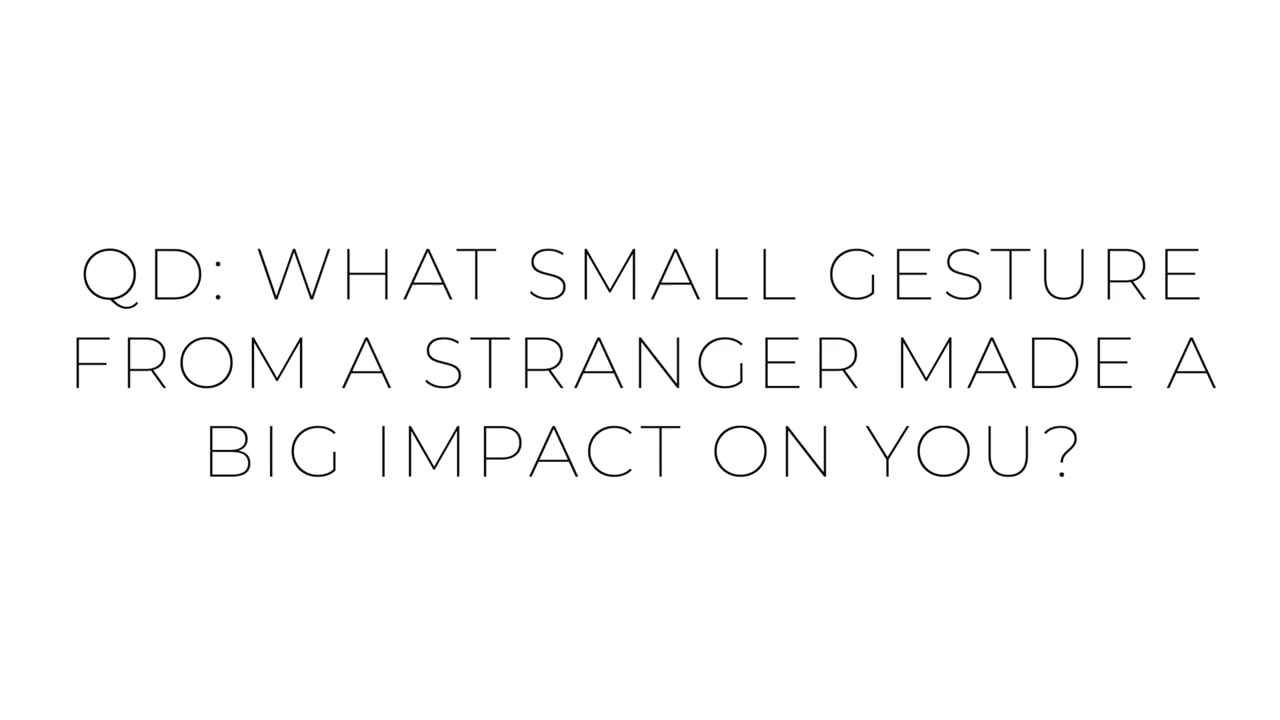 QD: WHAT SMALL GESTURE
FROM A STRANGER MADE A
BIG IMPACT ON YOU?